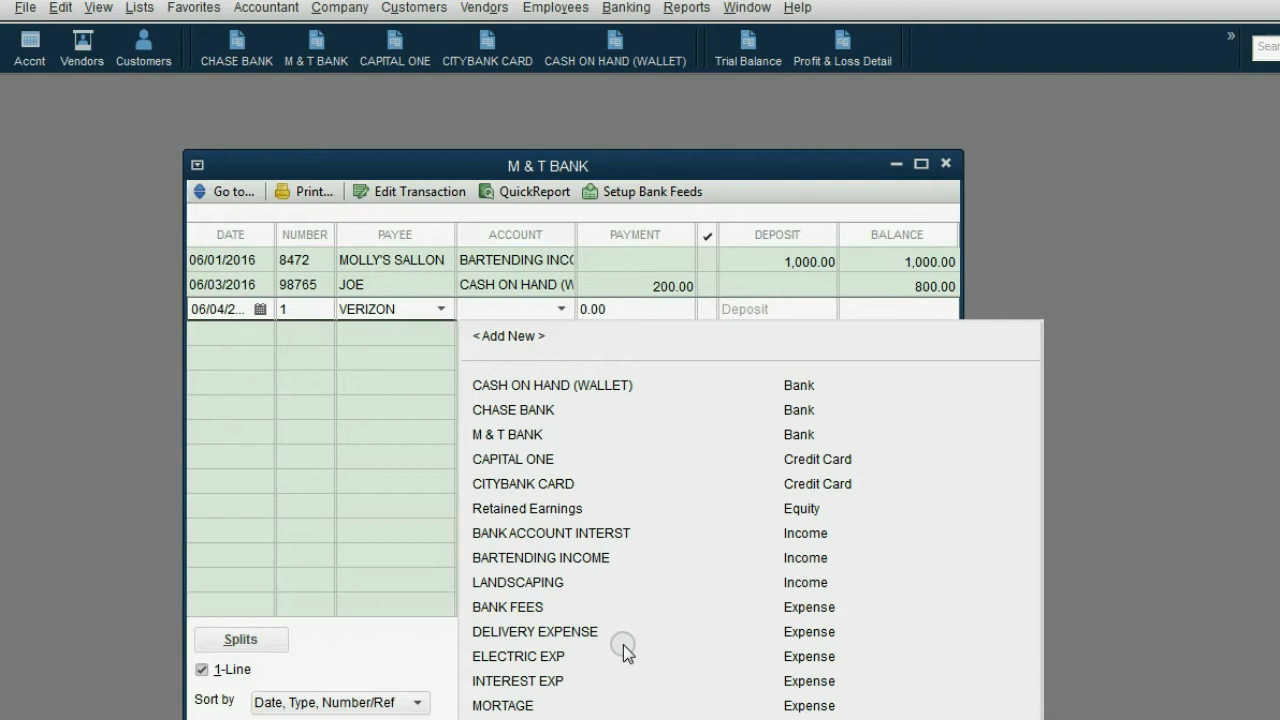 File Edit View Lists Favorites Accountant Company Customers Vendors Employees Banking Reports Window Help
Accnt Vendors Customers CHASE BANK M & T BANK CAPITAL ONE CITYBANK CARD CASH ON HAND (WALLET) Trial Balance Profit & Loss Detail » Sear
M & T BANK
Go to... Print... Edit Transaction QuickReport Setup Bank Feeds
DATE NUMBER PAYEE ACCOUNT PAYMENT ✓ DEPOSIT BALANCE
06/01/2016 8472 MOLLY'S SALLON BARTENDING INCO 1,000.00 1,000.00
06/03/2016 98765 JOE CASH ON HAND (W 200.00 800.00
06/04/2... 1 VERIZON 0.00 Deposit
< Add New >
CASH ON HAND (WALLET) Bank
CHASE BANK Bank
M & T BANK Bank
CAPITAL ONE Credit Card
CITYBANK CARD Credit Card
Retained Earnings Equity
BANK ACCOUNT INTERST Income
BARTENDING INCOME Income
LANDSCAPING Income
BANK FEES Expense
DELIVERY EXPENSE Expense
ELECTRIC EXP Expense
INTEREST EXP Expense
MORTAGE Expense
Splits
1-Line
Sort by Date, Type, Number/Ref